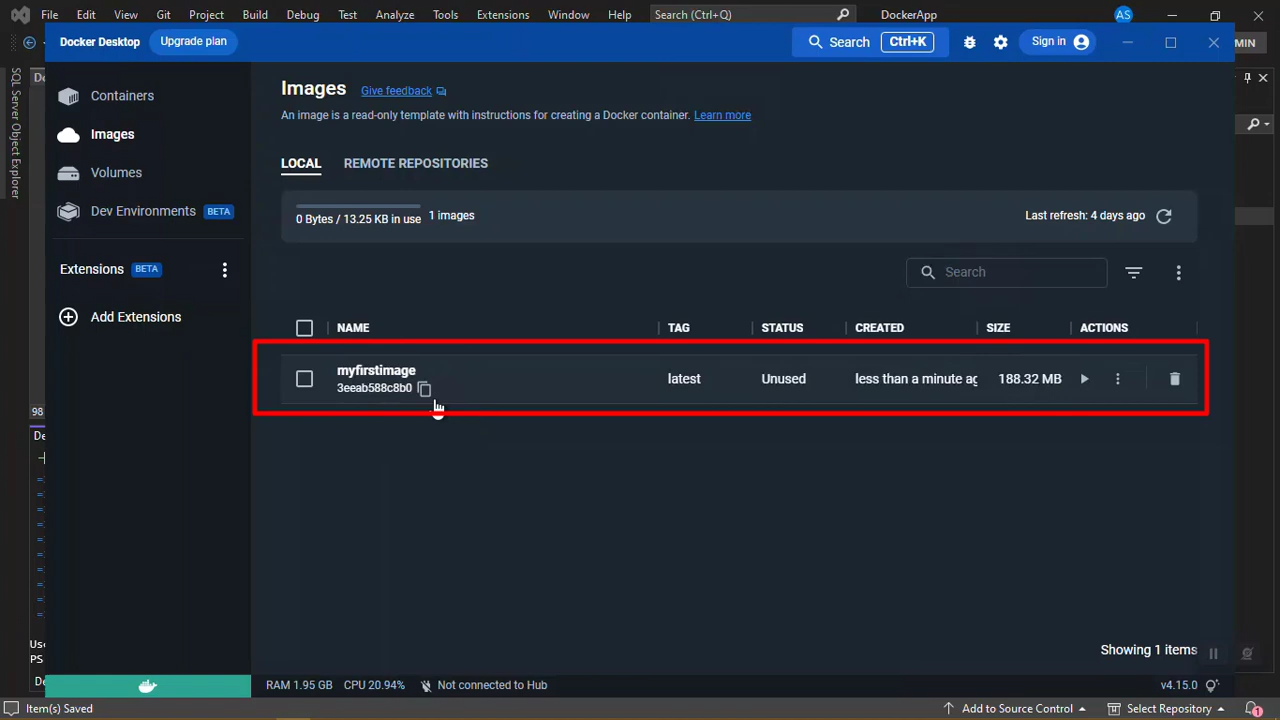 File Edit View Git Project Build Debug Test Analyze Tools Extensions Window Help Search (Ctrl+Q) DockerApp AS
Docker Desktop Upgrade plan Search Ctrl+K Sign in MIN
SQL Server Object Explorer
Containers
Images
Volumes
Dev Environments BETA
Extensions BETA
Add Extensions
Images Give feedback
An image is a read-only template with instructions for creating a Docker container. Learn more
LOCAL REMOTE REPOSITORIES
0 Bytes / 13.25 KB in use 1 images Last refresh: 4 days ago
Search
NAME TAG STATUS CREATED SIZE ACTIONS
myfirstimage latest Unused less than a minute ag 188.32 MB
3eeab588c8b0
98
De
Use
PS
De
Showing 1 items
RAM 1.95 GB CPU 20.94% Not connected to Hub v4.15.0
Item(s) Saved Add to Source Control Select Repository 1